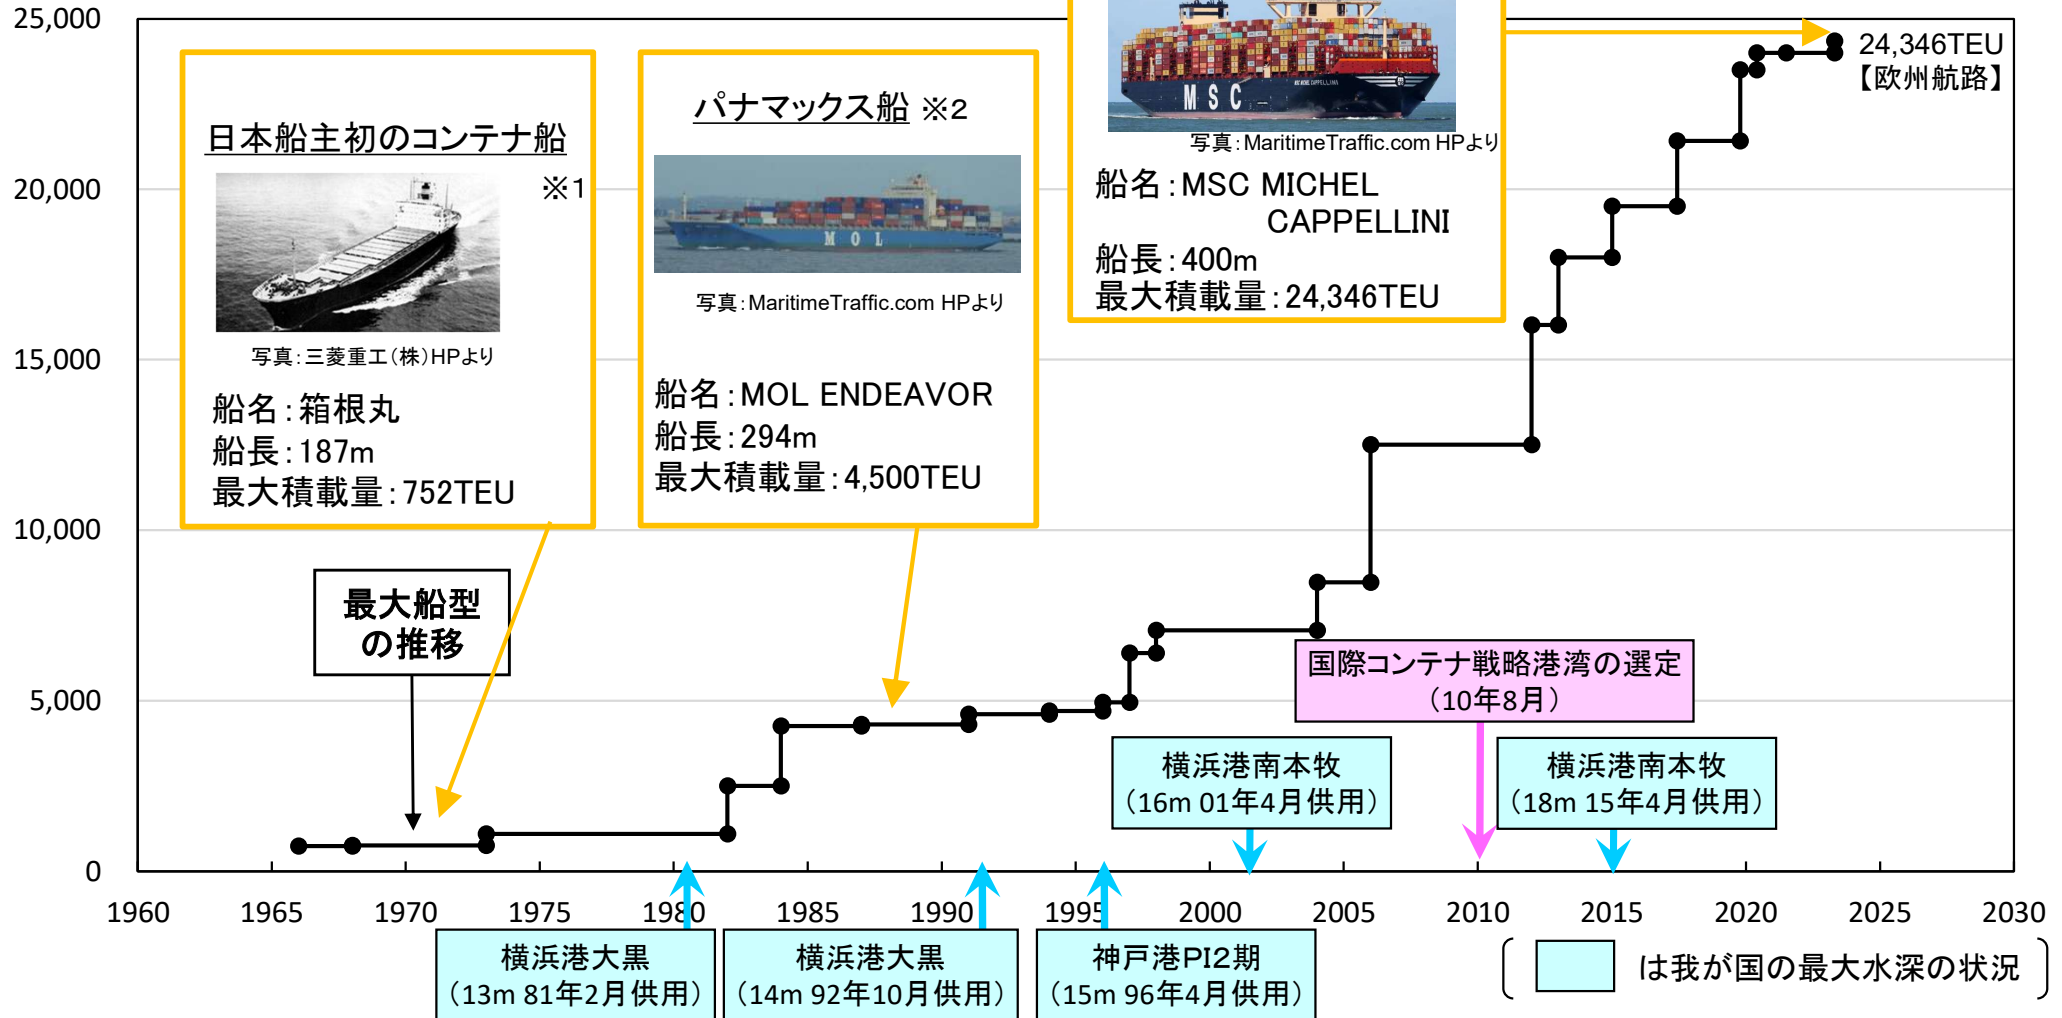 25,000
20,000
15,000
10,000
5,000
0
1960
1965
1970
1975
1980
1985
1990
1995
2000
2005
2010
2015
2020
2025
2030
日本船主初のコンテナ船
※1
写真:三菱重工(株)HPより
船名:箱根丸
船長:187m
最大積載量:752TEU
パナマックス船 ※2
MOL
写真:MaritimeTraffic.com HPより
船名:MOL ENDEAVOR
船長:294m
最大積載量:4,500TEU
MSC
写真:MaritimeTraffic.com HPより
船名:MSC MICHEL
CAPPELLINI
船長:400m
最大積載量:24,346TEU
24,346TEU
【欧州航路】
最大船型
の推移
国際コンテナ戦略港湾の選定
(10年8月)
横浜港南本牧
(16m 01年4月供用)
横浜港南本牧
(18m 15年4月供用)
横浜港大黒
(13m 81年2月供用)
横浜港大黒
(14m 92年10月供用)
神戸港PI2期
(15m 96年4月供用)
は我が国の最大水深の状況